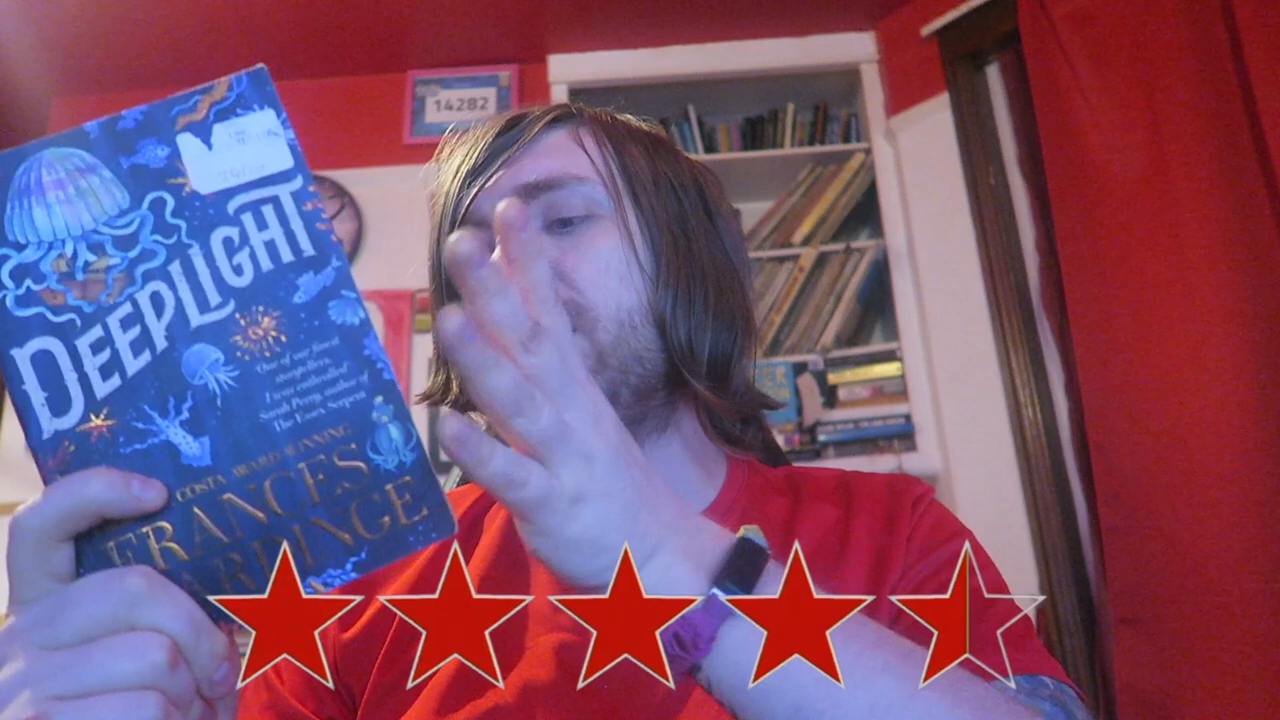 14282
DEEPLIGHT
One of our finest
storytellers.
I was enthralled
Sarah Perry, author of
The Essex Serpent
COSTA AWARD-WINNING
FRANCES
HARDINGE